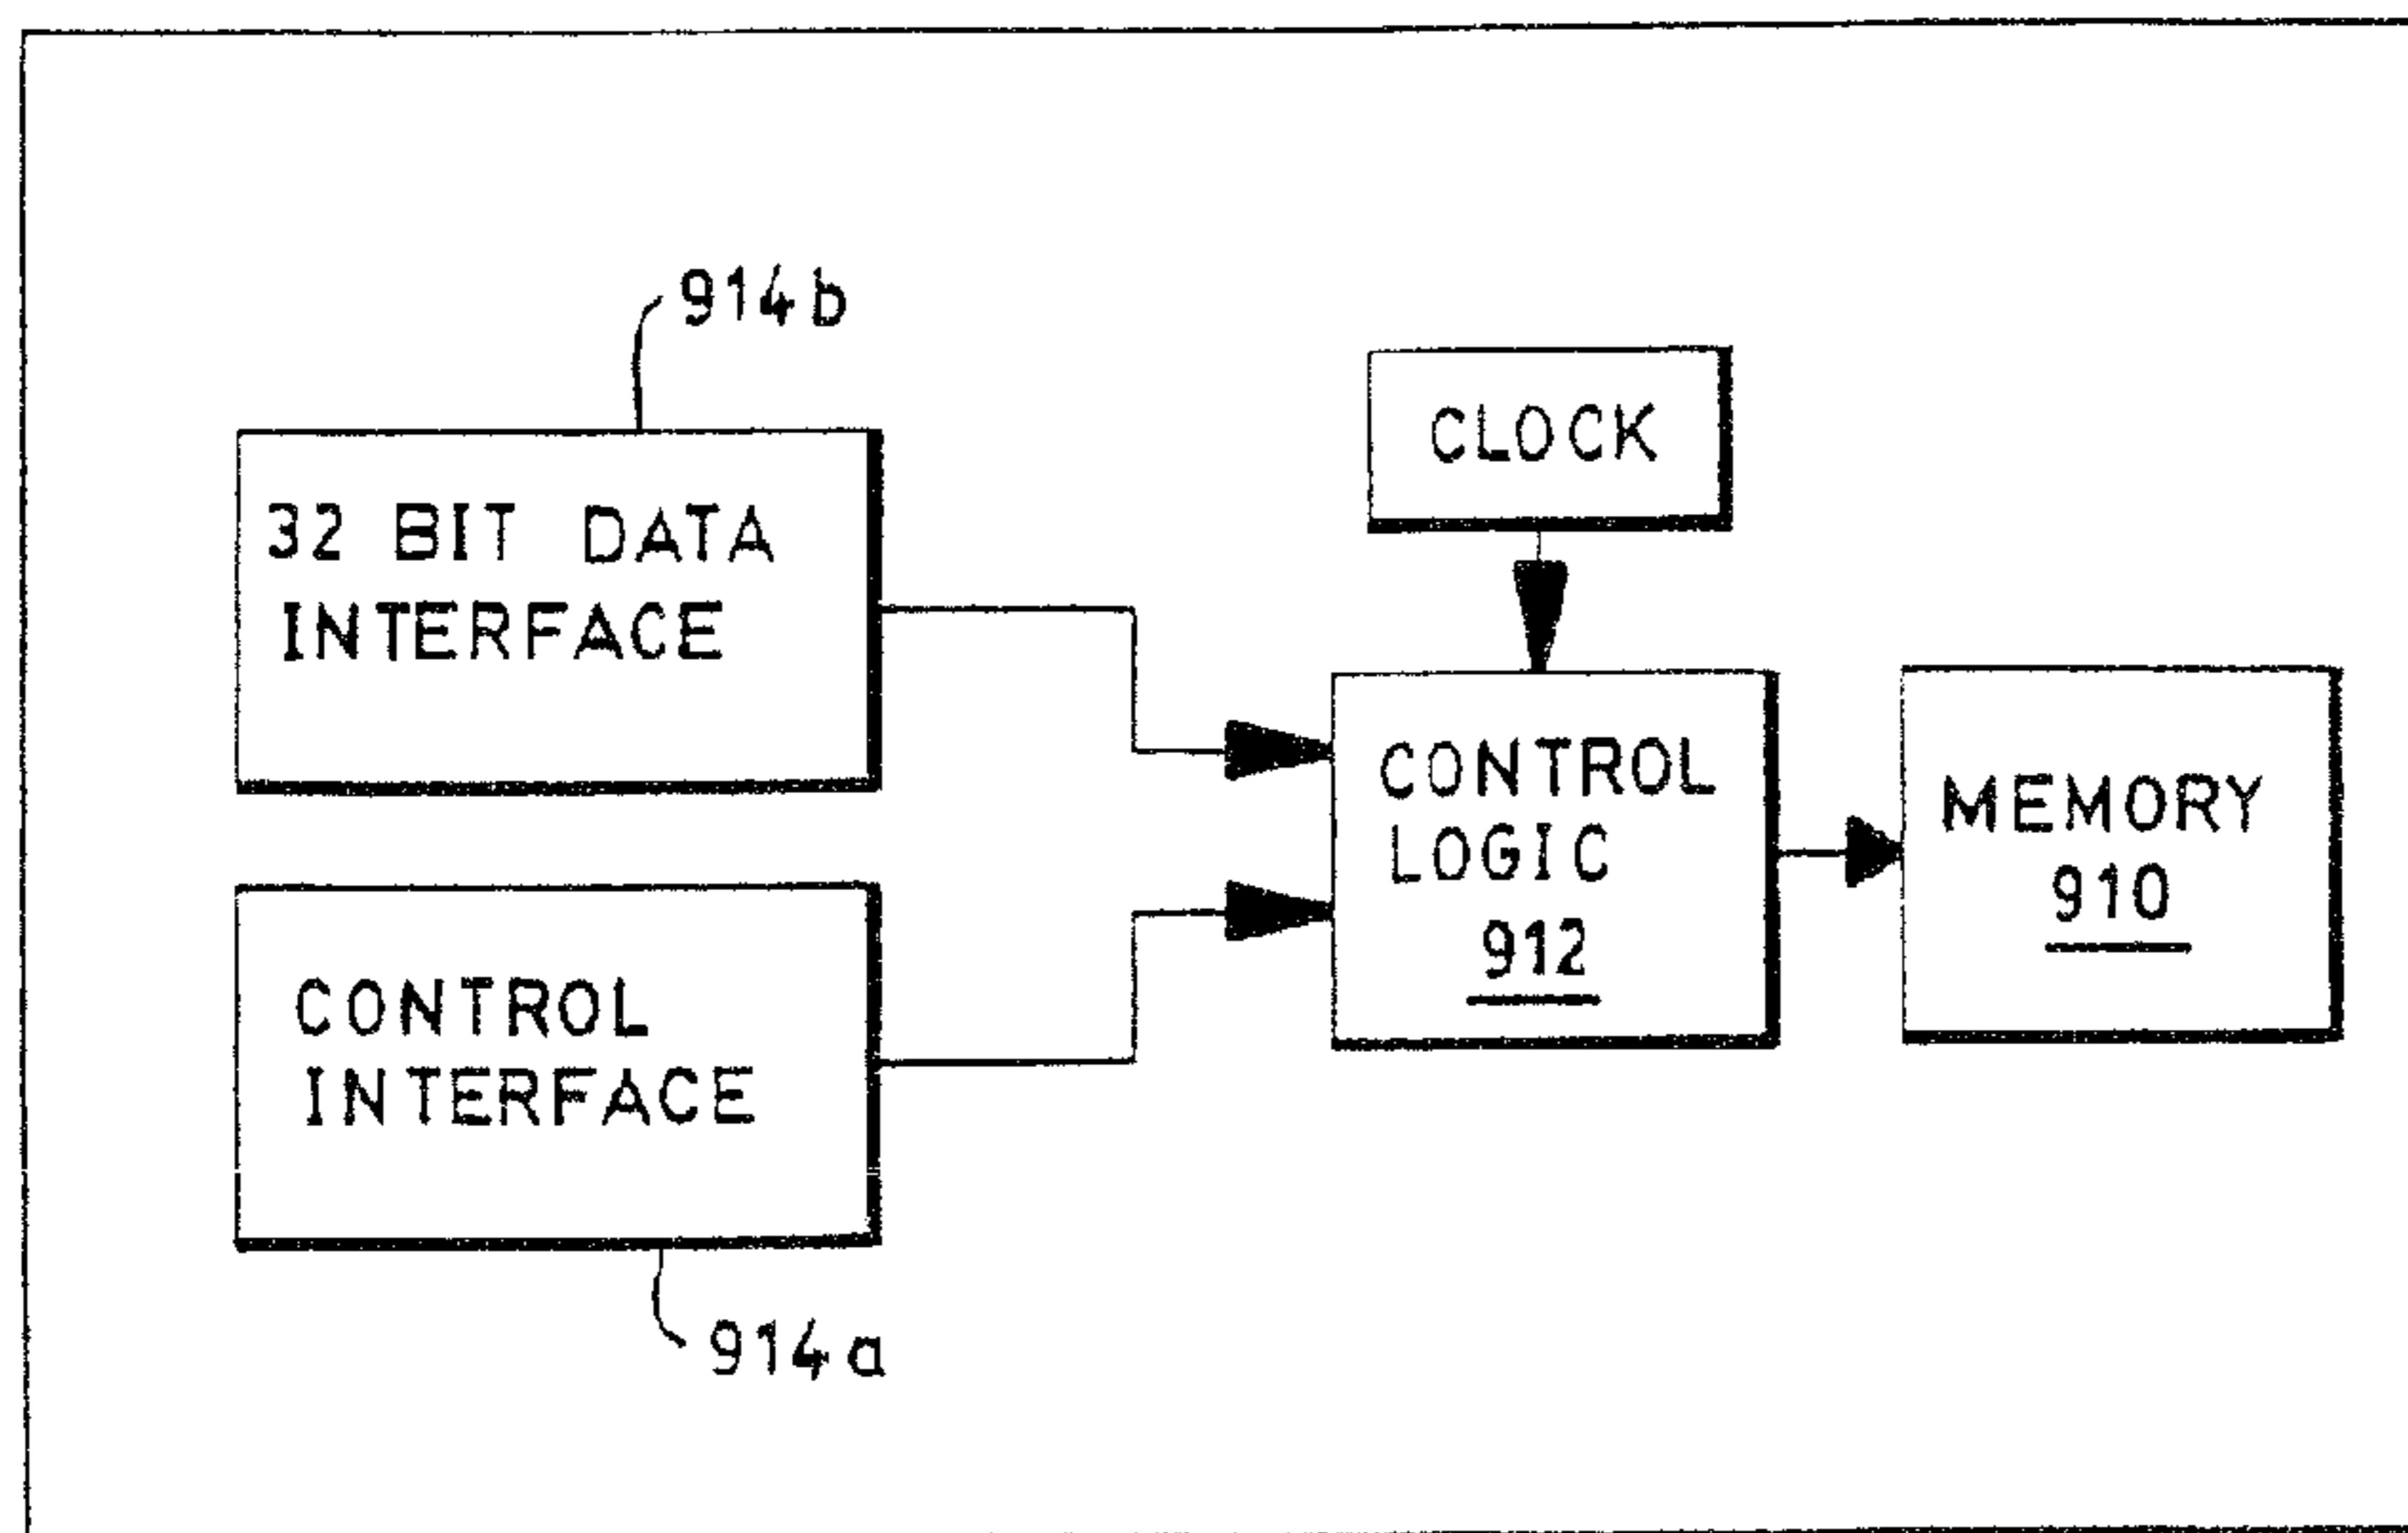 914b
32 BIT DATA
INTERFACE
CLOCK
CONTROL
LOGIC
912
MEMORY
910
CONTROL
INTERFACE
914a